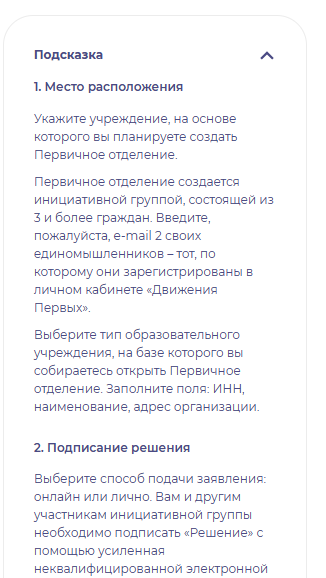 Подсказка
1. Место расположения
Укажите учреждение, на основе
которого вы планируете создать
Первичное отделение.
Первичное отделение создается
инициативной группой, состоящей из
3 и более граждан. Введите,
пожалуйста, e-mail 2 своих
единомышленников – тот, по
которому они зарегистрированы в
личном кабинете «Движения
Первых».
Выберите тип образовательного
учреждения, на базе которого вы
собираетесь открыть Первичное
отделение. Заполните поля: ИНН,
наименование, адрес организации.
2. Подписание решения
Выберите способ подачи заявления:
онлайн или лично. Вам и другим
участникам инициативной группы
необходимо подписать «Решение» с
помощью усиленная
неквалифицированной электронной